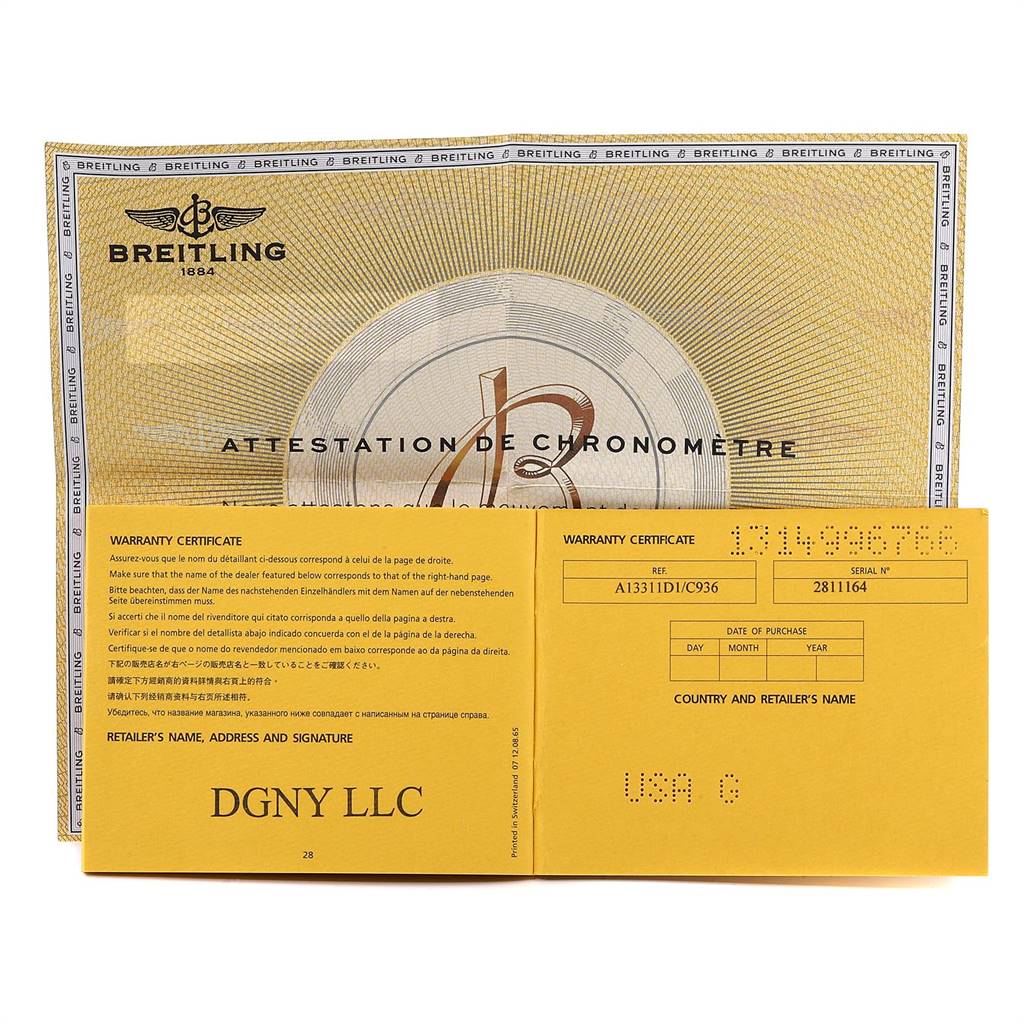 BREITLING BREITLING BREITLING BREITLING BREITLING BREITLING BREITLING BREITLING BREITLING BREITLING
BREITLING
1884
ATTESTATION DE CHRONOMÈTRE
WARRANTY CERTIFICATE
Assurez-vous que le nom du détaillant ci-dessous correspond à celui de la page de droite.
Make sure that the name of the dealer featured below corresponds to that of the right-hand page.
Bitte beachten, dass der Name des nachstehenden Einzelhändlers mit dem Namen auf der nebenstehenden
Seite übereinstimmen muss.
Si accerti che il nome del rivenditore qui citato corrisponda a quello della pagina a destra.
Verificar si el nombre del detallista abajo indicado concuerda con el de la página de la derecha.
Certifique-se de que o nome do revendedor mencionado em baixo corresponde ao da página da direita.
下記の販売店名が右ページの販売店名と一致していることをご確認ください。
請確定下方經銷商的資料詳情與右頁上的符合。
请确认下列经销商资料与右页所述相符。
Убедитесь, что название магазина, указанного ниже совпадает с написанным на странице справа.
RETAILER'S NAME, ADDRESS AND SIGNATURE
DGNY LLC
28
Printed in Switzerland 07 12.08.65
WARRANTY CERTIFICATE
1314996766
REF.
A13311D1/C936
SERIAL N°
2811164
DATE OF PURCHASE
DAY MONTH YEAR
COUNTRY AND RETAILER'S NAME
USA G